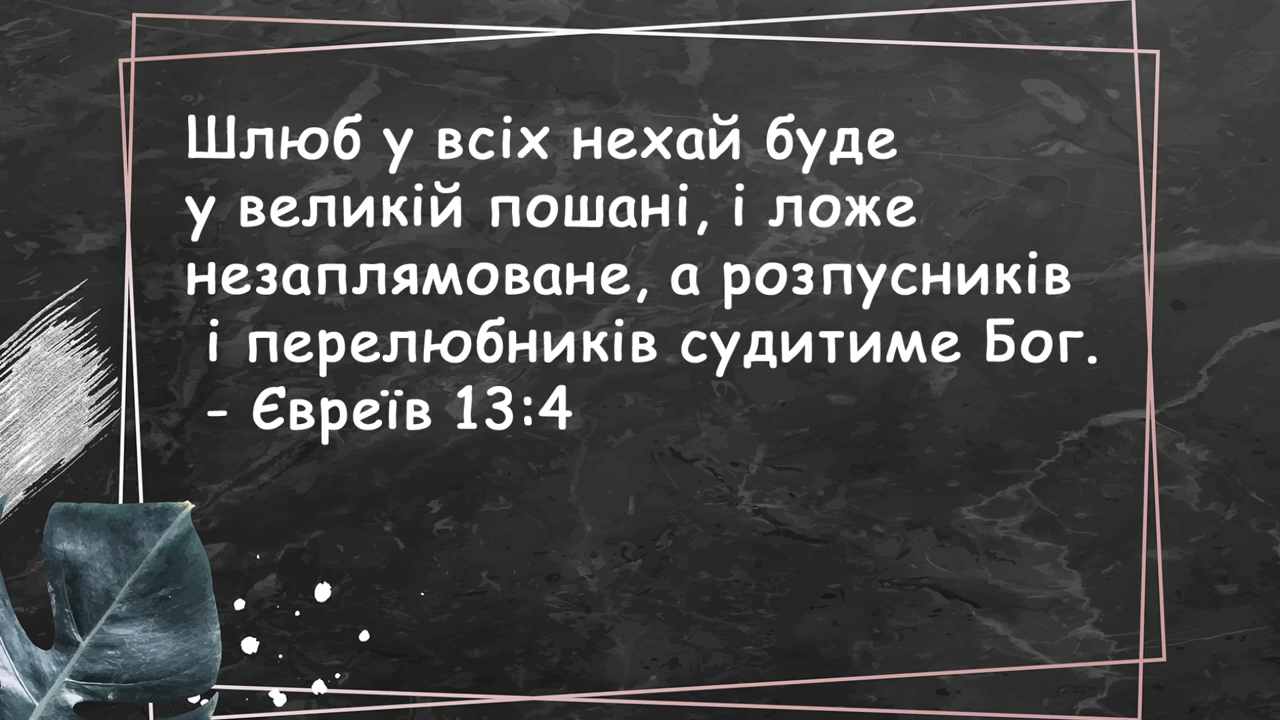 Шлюб у всіх нехай буде
у великій пошані, і ложе
незаплямоване, а розпусників
і перелюбників судитиме Бог.
- Євреїв 13:4